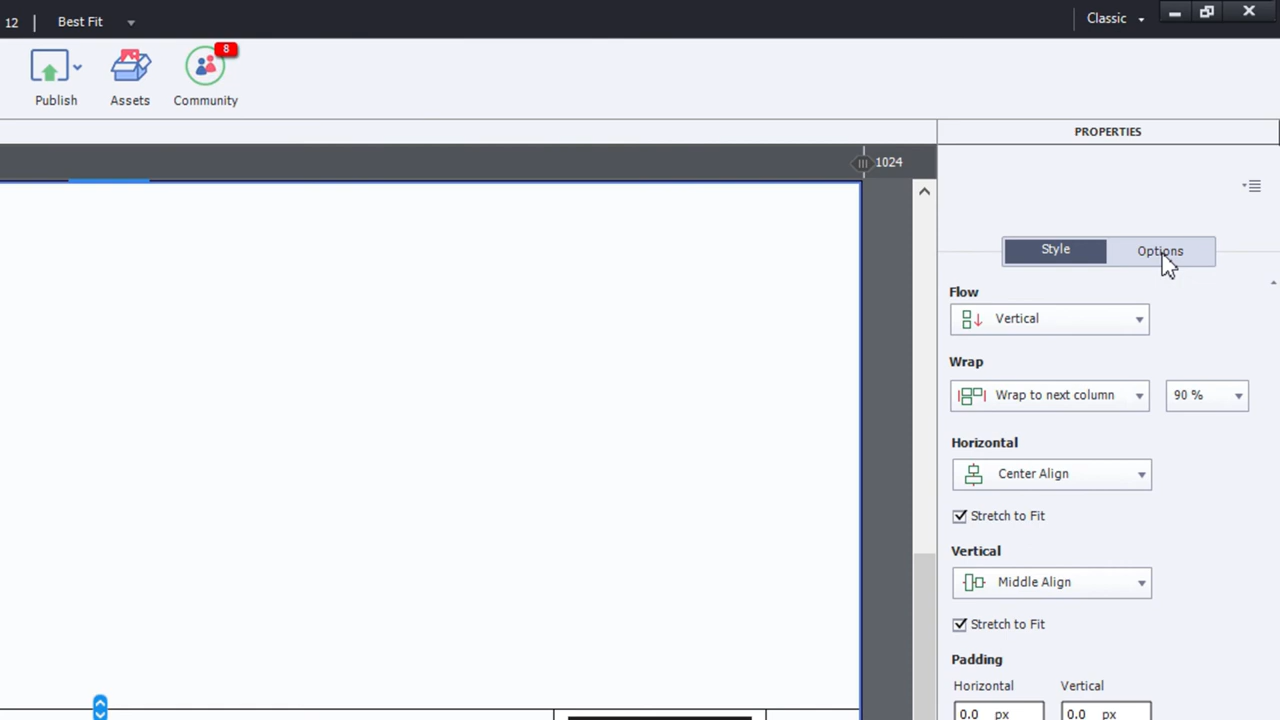 12 | Best Fit
Classic
8
Publish
Assets
Community
PROPERTIES
1024
Style
Options
Flow
Vertical
Wrap
Wrap to next column
90 %
Horizontal
Center Align
Stretch to Fit
Vertical
Middle Align
Stretch to Fit
Padding
Horizontal
Vertical
0.0 px
0.0 px